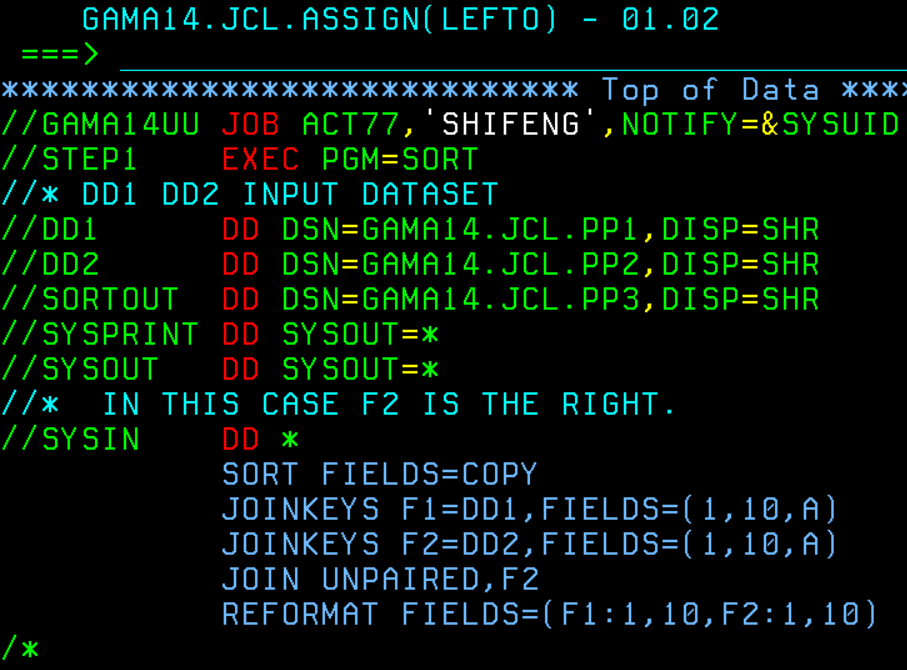 GAMA14.JCL.ASSIGN(LEFTO) - 01.02
===>
***************************** Top of Data ****
//GAMA14UU JOB ACT77,'SHIFENG',NOTIFY=&SYSUID
//STEP1    EXEC PGM=SORT
//* DD1 DD2 INPUT DATASET
//DD1      DD DSN=GAMA14.JCL.PP1,DISP=SHR
//DD2      DD DSN=GAMA14.JCL.PP2,DISP=SHR
//SORTOUT  DD DSN=GAMA14.JCL.PP3,DISP=SHR
//SYSPRINT DD SYSOUT=*
//SYSOUT   DD SYSOUT=*
//*  IN THIS CASE F2 IS THE RIGHT.
//SYSIN    DD *
SORT FIELDS=COPY
JOINKEYS F1=DD1,FIELDS=(1,10,A)
JOINKEYS F2=DD2,FIELDS=(1,10,A)
JOIN UNPAIRED,F2
REFORMAT FIELDS=(F1:1,10,F2:1,10)
/*